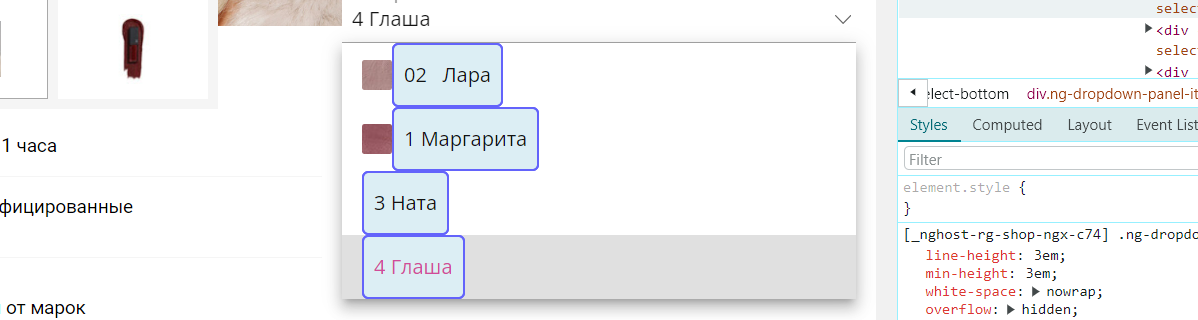 4 Глаша
02 Лара
1 Маргарита
3 Ната
4 Глаша
1 часа
фицированные
от марок
selec
<div
selec
<div
elect-bottom div.ng-dropdown-panel-it
Styles Computed Layout Event List
Filter
element.style {
}
[_nghost-rg-shop-ngx-c74] .ng-dropdo
line-height: 3em;
min-height: 3em;
white-space: nowrap;
overflow: hidden;